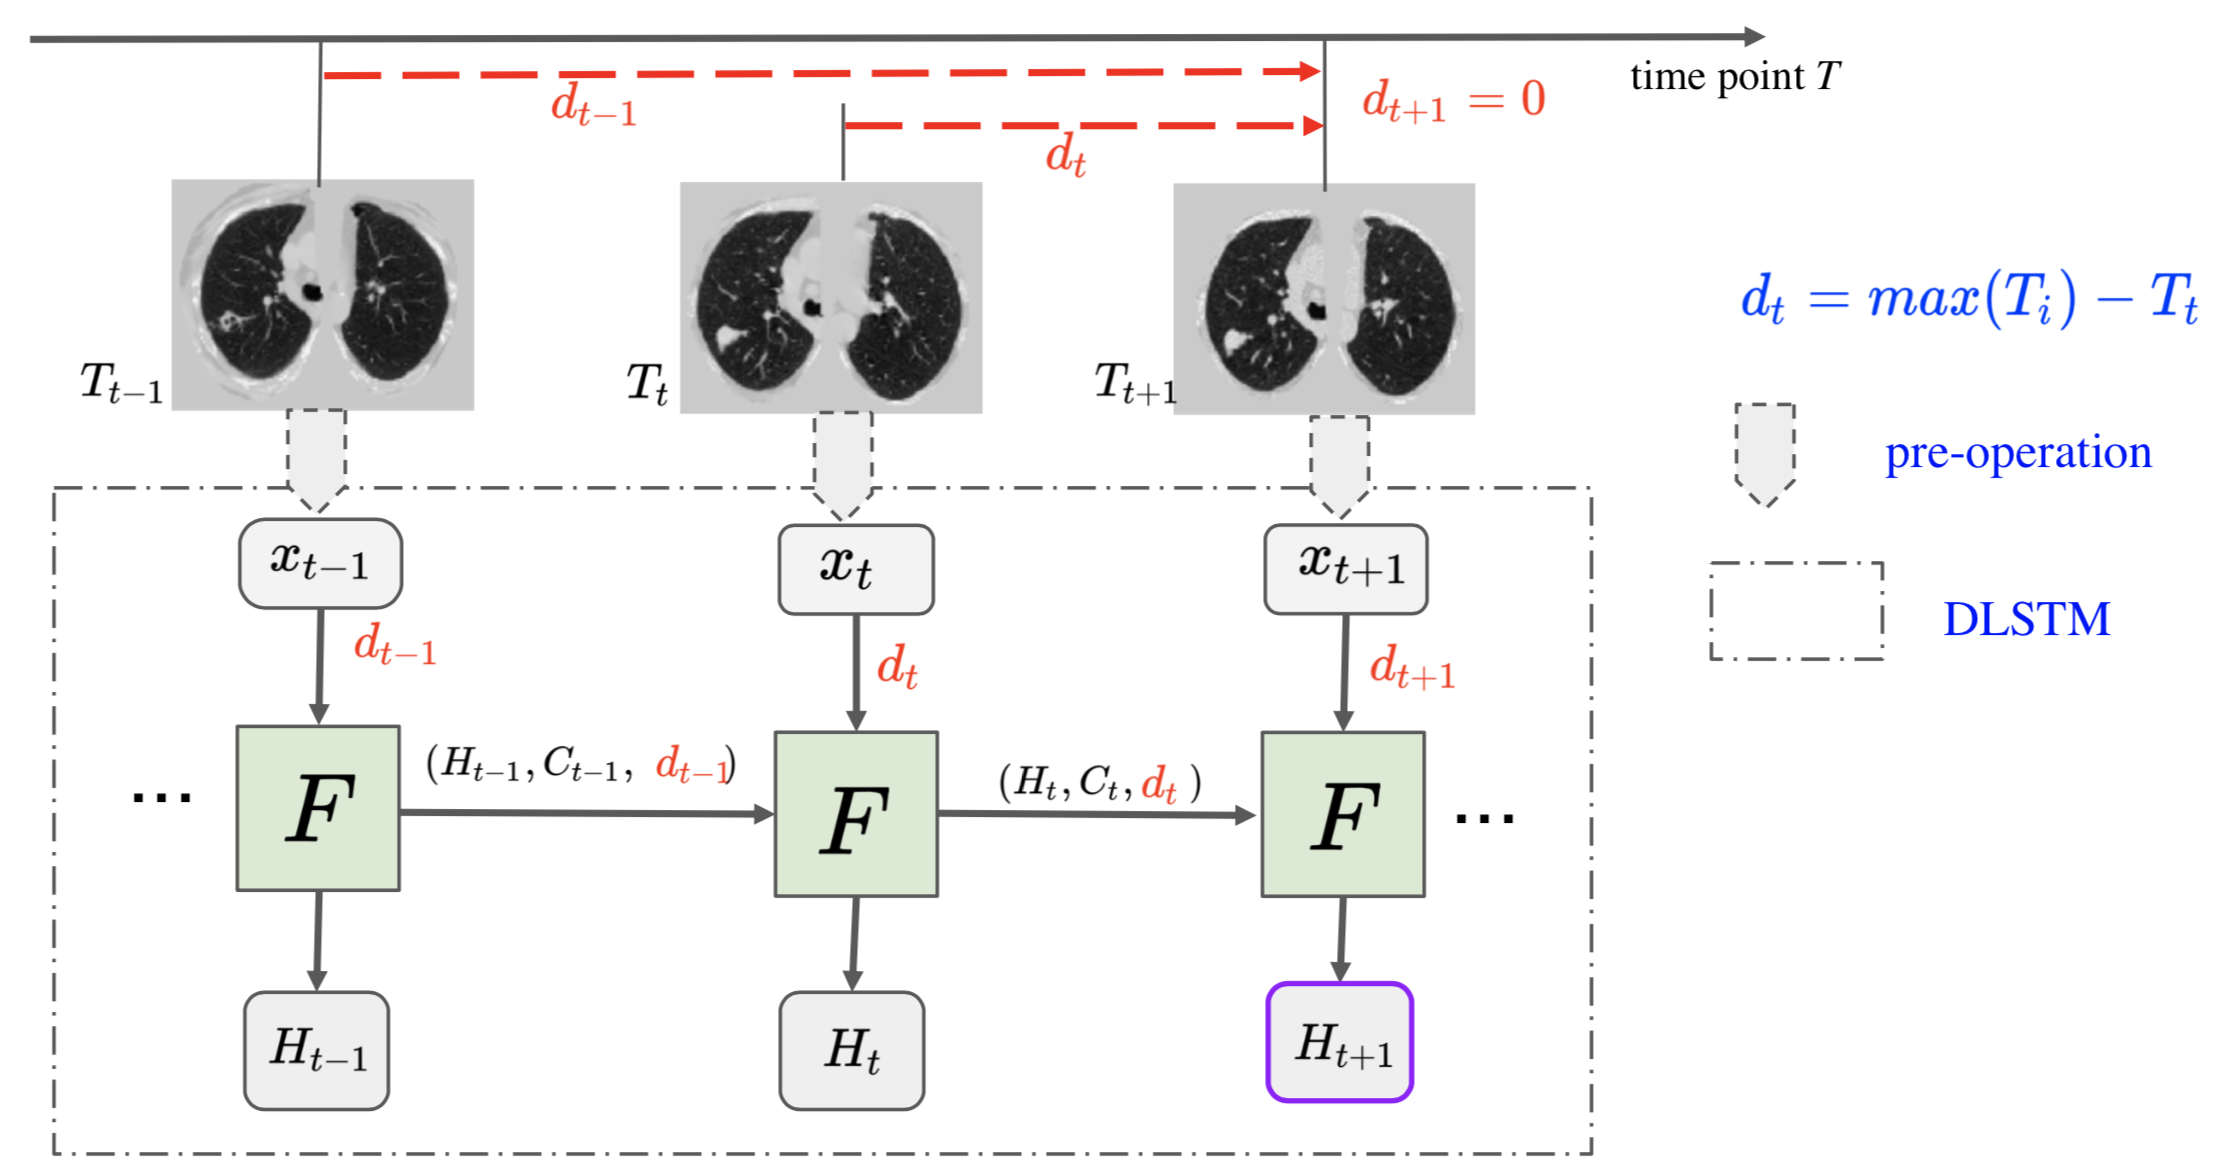 time point T
d_{t−1}
d_{t+1} = 0
d_t
T_{t−1}
T_t
T_{t+1}
d_t = max(T_i) − T_t
pre-operation
x_{t−1}
x_t
x_{t+1}
DLSTM
d_{t−1}
d_t
d_{t+1}
(H_{t−1}, C_{t−1}, d_{t−1})
(H_t, C_t, d_t )
...
F
F
F
...
H_{t−1}
H_t
H_{t+1}